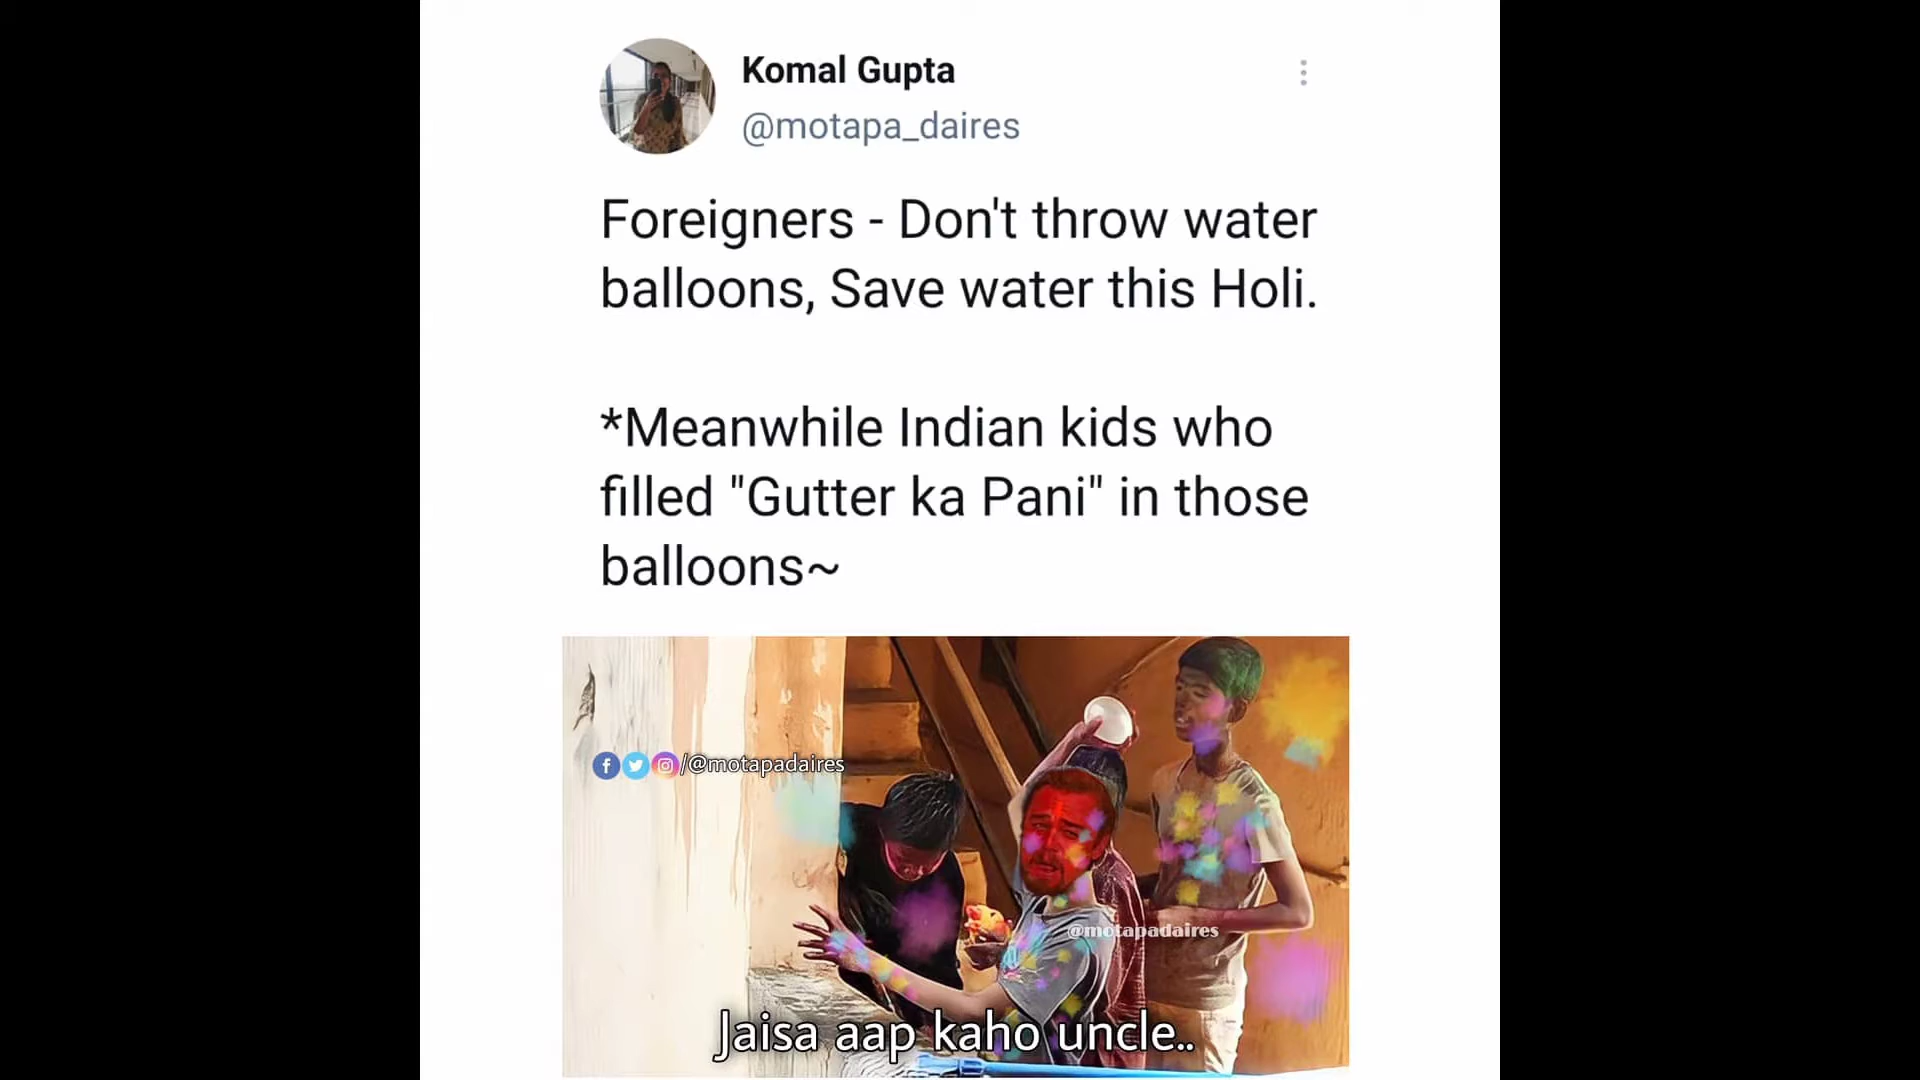 Komal Gupta
@motapa_daires
Foreigners - Don't throw water
balloons, Save water this Holi.
*Meanwhile Indian kids who
filled "Gutter ka Pani" in those
balloons~
/@motapadaires
@motapadaires
Jaisa aap kaho uncle..